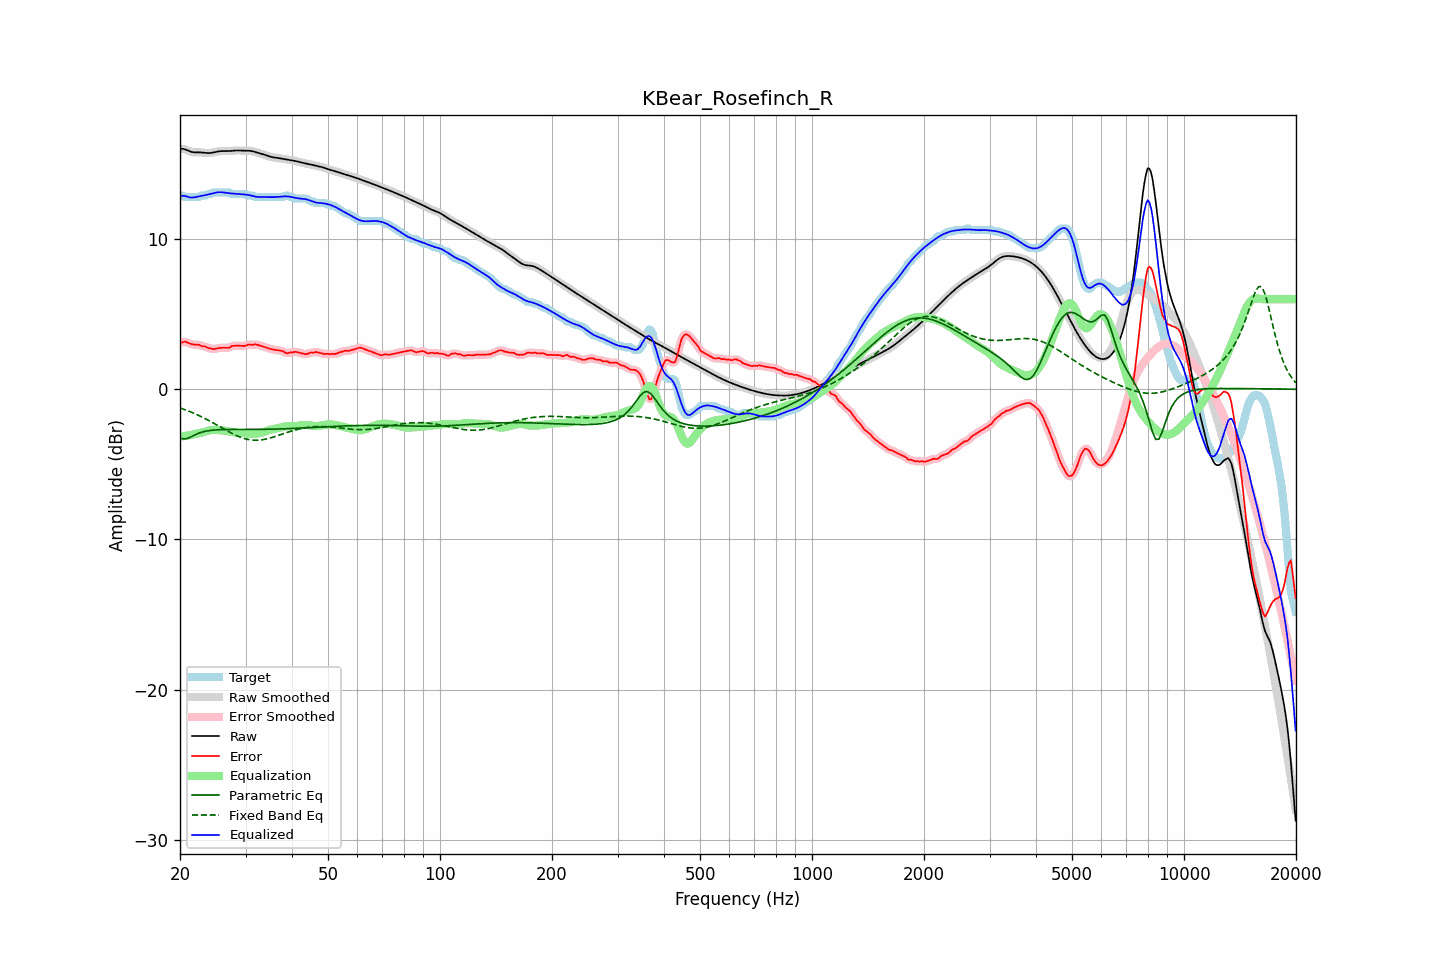 KBear_Rosefinch_R
Amplitude (dBr)
10
0
−10
−20
−30
Target
Raw Smoothed
Error Smoothed
Raw
Error
Equalization
Parametric Eq
Fixed Band Eq
Equalized
20
50
100
200
500
1000
2000
5000
10000
20000
Frequency (Hz)